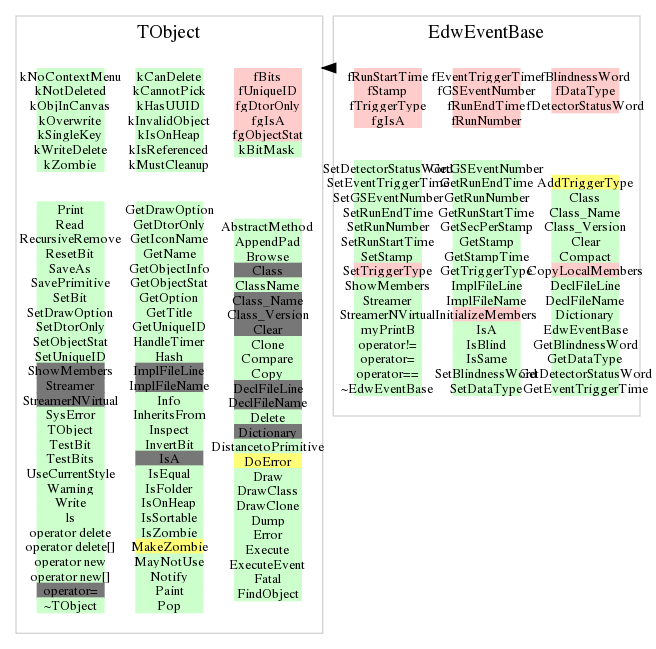 TObject
kNoContextMenu
kNotDeleted
kObjInCanvas
kOverwrite
kSingleKey
kWriteDelete
kZombie
kCanDelete
kCannotPick
kHasUUID
kInvalidObject
kIsOnHeap
kIsReferenced
kMustCleanup
fBits
fUniqueID
fgDtorOnly
fgIsA
fgObjectStat
kBitMask
Print
Read
RecursiveRemove
ResetBit
SaveAs
SavePrimitive
SetBit
SetDrawOption
SetDtorOnly
SetObjectStat
SetUniqueID
ShowMembers
Streamer
StreamerNVirtual
SysError
TObject
TestBit
TestBits
UseCurrentStyle
Warning
Write
ls
operator delete
operator delete[]
operator new
operator new[]
operator=
~TObject
GetDrawOption
GetDtorOnly
GetIconName
GetName
GetObjectInfo
GetObjectStat
GetOption
GetTitle
GetUniqueID
HandleTimer
Hash
ImplFileLine
ImplFileName
Info
InheritsFrom
Inspect
InvertBit
IsA
IsEqual
IsFolder
IsOnHeap
IsSortable
IsZombie
MakeZombie
MayNotUse
Notify
Paint
Pop
AbstractMethod
AppendPad
Browse
Class
ClassName
Class_Name
Class_Version
Clear
Clone
Compare
Copy
DeclFileLine
DeclFileName
Delete
Dictionary
DistancetoPrimitive
DoError
Draw
DrawClass
DrawClone
Dump
Error
Execute
ExecuteEvent
Fatal
FindObject
EdwEventBase
fRunStartTime
fStamp
fTriggerType
fgIsA
fEventTriggerTime
fGSEventNumber
fRunEndTime
fRunNumber
fBlindnessWord
fDataType
fDetectorStatusWord
SetDetectorStatusWord
SetEventTriggerTime
SetGSEventNumber
SetRunEndTime
SetRunNumber
SetRunStartTime
SetStamp
SetTriggerType
ShowMembers
Streamer
StreamerNVirtual
myPrintB
operator!=
operator=
operator==
~EdwEventBase
GetGSEventNumber
GetRunEndTime
GetRunNumber
GetRunStartTime
GetSecPerStamp
GetStamp
GetStampTime
GetTriggerType
ImplFileLine
ImplFileName
InitializeMembers
IsA
IsBlind
IsSame
SetBlindnessWord
SetDataType
AddTriggerType
Class
Class_Name
Class_Version
Clear
Compact
CopyLocalMembers
DeclFileLine
DeclFileName
Dictionary
EdwEventBase
GetBlindnessWord
GetDataType
GetDetectorStatusWord
GetEventTriggerTime